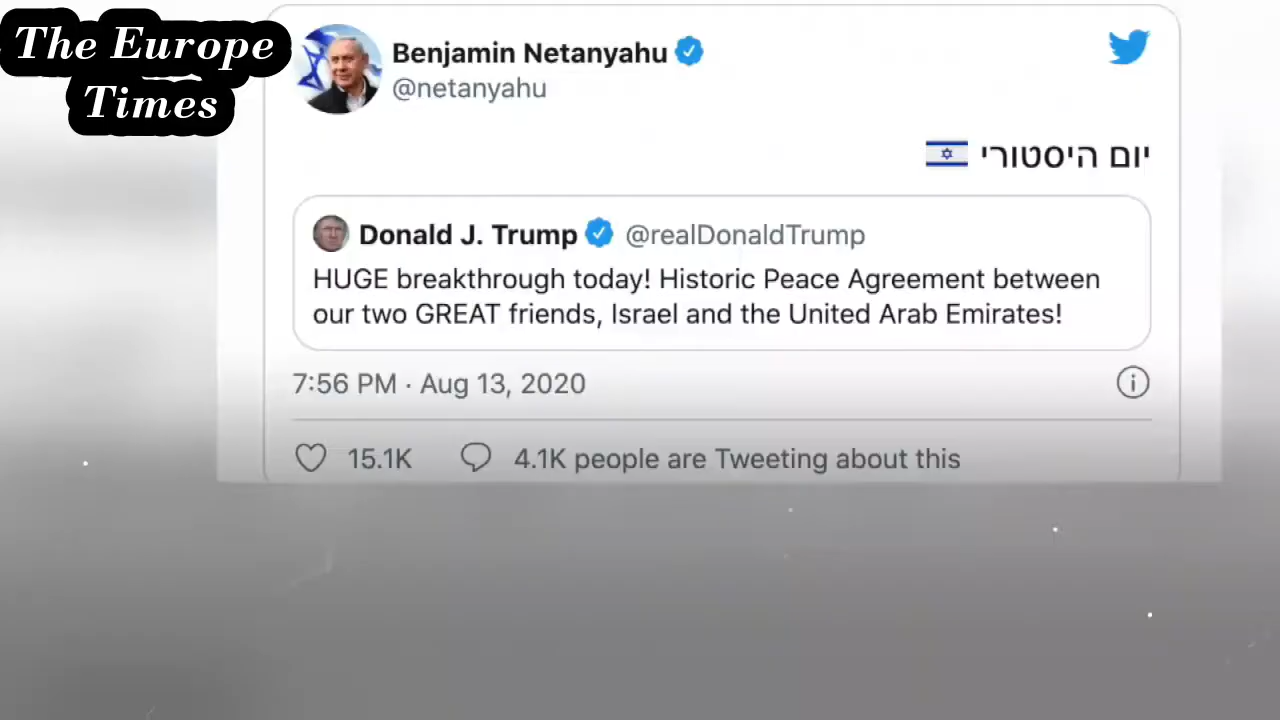 The Europe
Times
Benjamin Netanyahu
@netanyahu
יום היסטורי 🇮🇱
Donald J. Trump @realDonaldTrump
HUGE breakthrough today! Historic Peace Agreement between
our two GREAT friends, Israel and the United Arab Emirates!
7:56 PM · Aug 13, 2020
15.1K 4.1K people are Tweeting about this